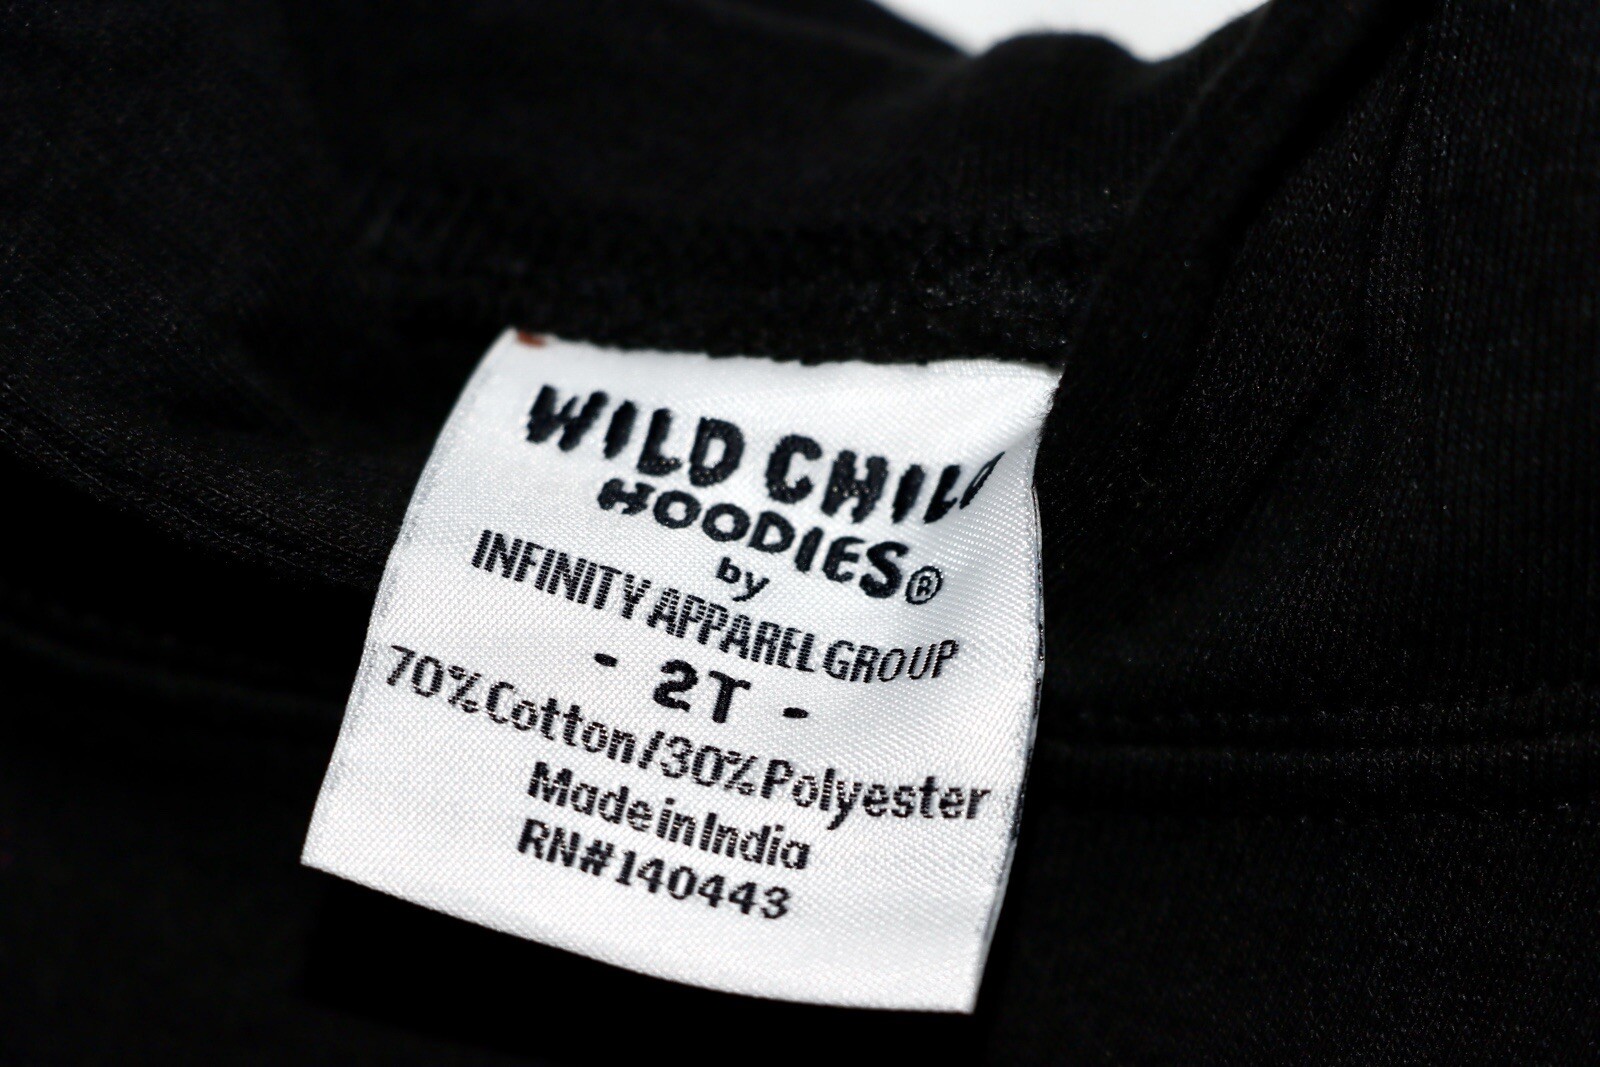 WILD CHILD
HOODIES®
by
INFINITY APPAREL GROUP
- 2T -
70% Cotton/30% Polyester
Made in India
RN#140443